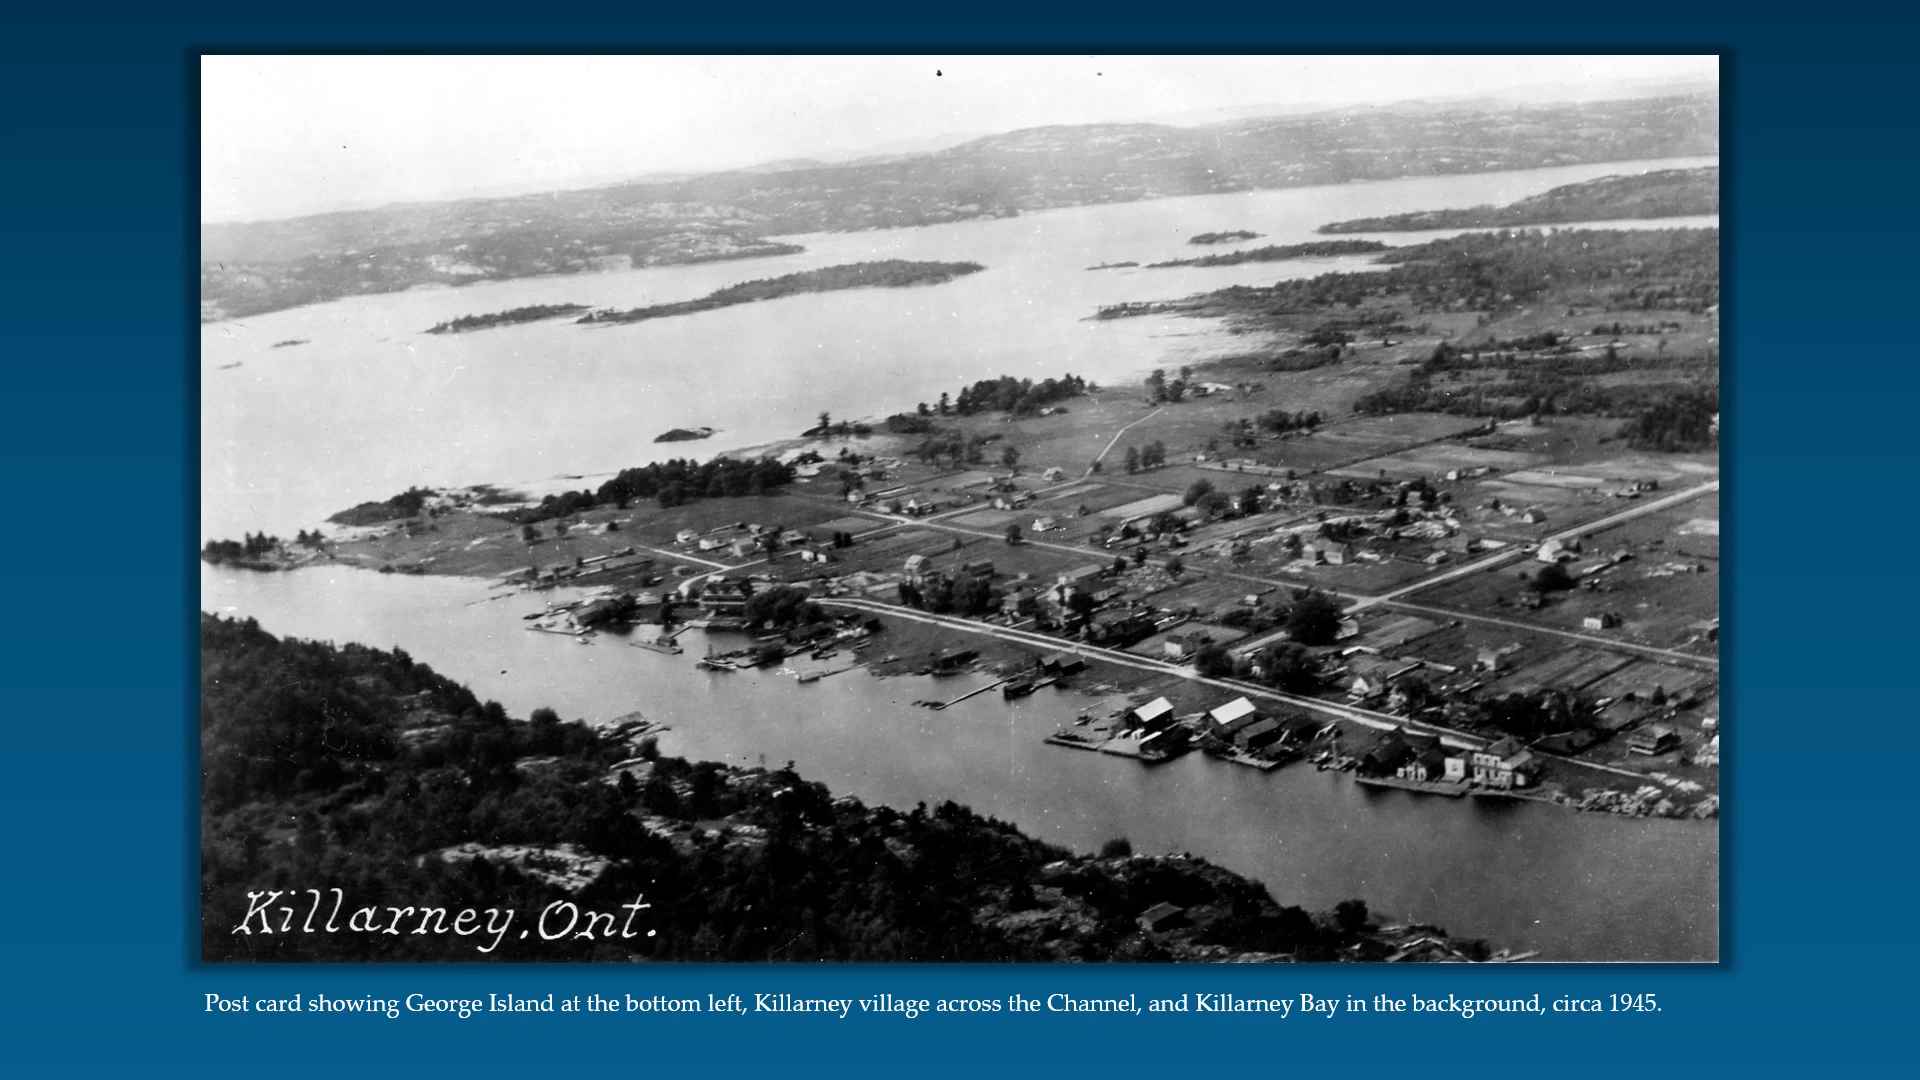 Killarney, Ont.
Post card showing George Island at the bottom left, Killarney village across the Channel, and Killarney Bay in the background, circa 1945.